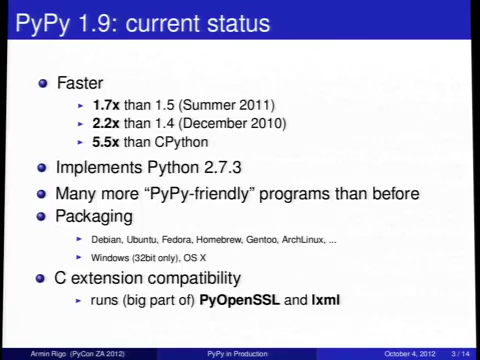 PyPy 1.9: current status
Faster
1.7x than 1.5 (Summer 2011)
2.2x than 1.4 (December 2010)
5.5x than CPython
Implements Python 2.7.3
Many more “PyPy-friendly” programs than before
Packaging
Debian, Ubuntu, Fedora, Homebrew, Gentoo, ArchLinux, ...
Windows (32bit only), OS X
C extension compatibility
runs (big part of) PyOpenSSL and lxml
Armin Rigo (PyCon ZA 2012) PyPy in Production October 4, 2012 3 / 14